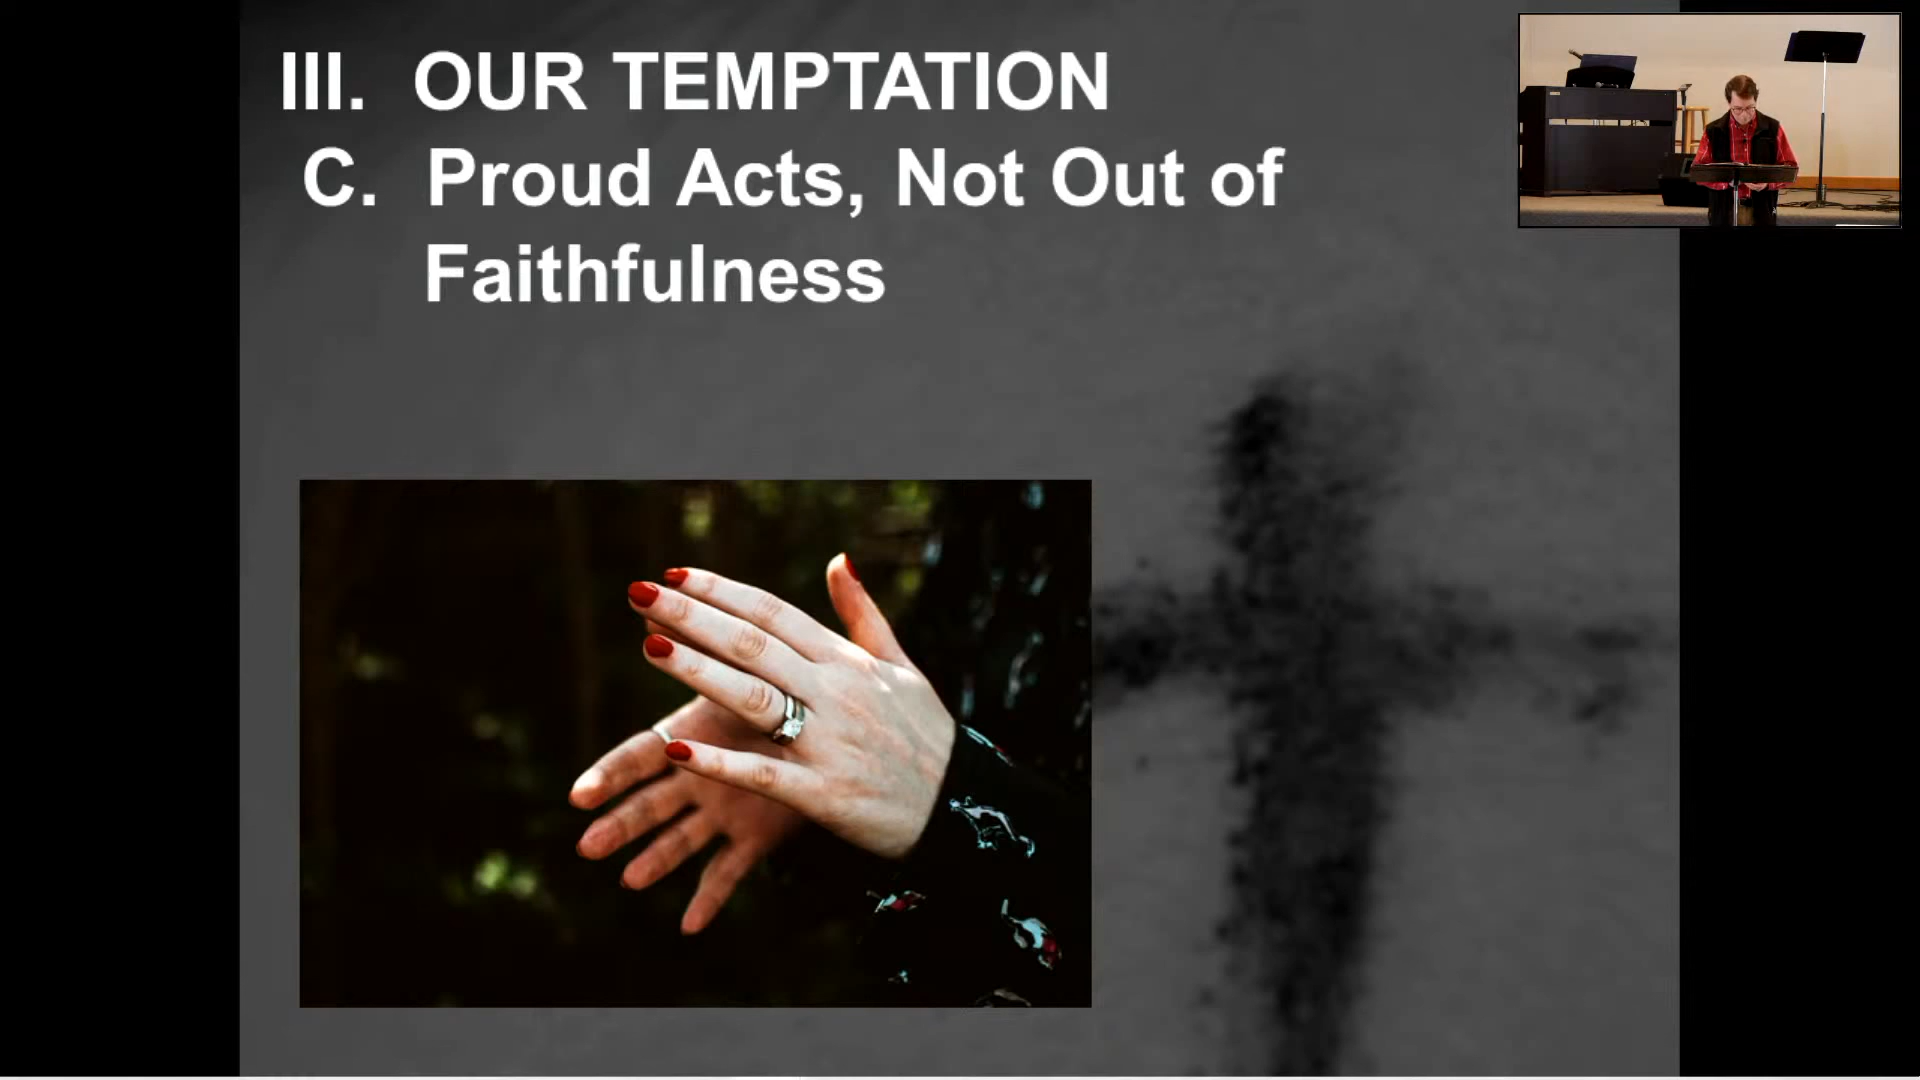 III. OUR TEMPTATION
C. Proud Acts, Not Out of
Faithfulness